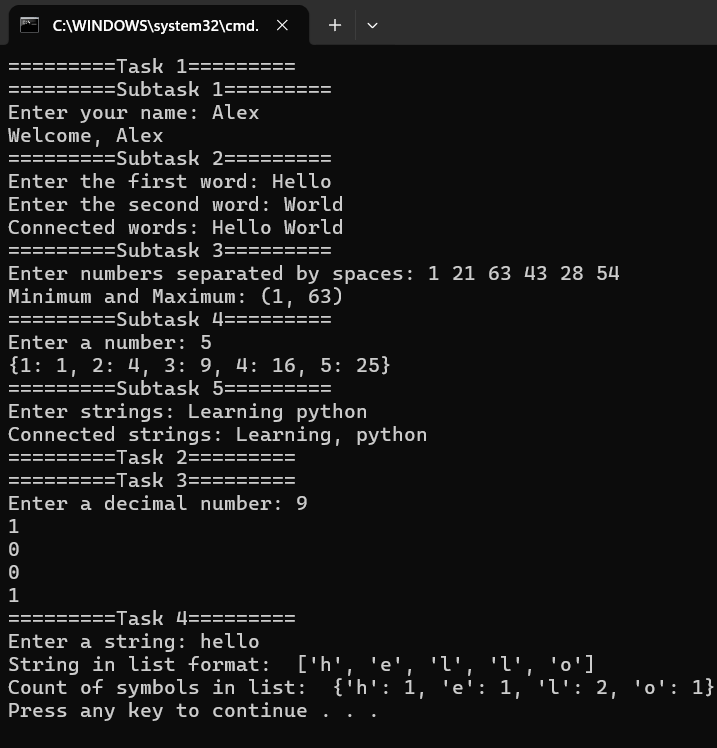 C:\WINDOWS\system32\cmd.
=========Task 1=========
=========Subtask 1=========
Enter your name: Alex
Welcome, Alex
=========Subtask 2=========
Enter the first word: Hello
Enter the second word: World
Connected words: Hello World
=========Subtask 3=========
Enter numbers separated by spaces: 1 21 63 43 28 54
Minimum and Maximum: (1, 63)
=========Subtask 4=========
Enter a number: 5
{1: 1, 2: 4, 3: 9, 4: 16, 5: 25}
=========Subtask 5=========
Enter strings: Learning python
Connected strings: Learning, python
=========Task 2=========
=========Task 3=========
Enter a decimal number: 9
1
0
0
1
=========Task 4=========
Enter a string: hello
String in list format:  ['h', 'e', 'l', 'l', 'o']
Count of symbols in list:  {'h': 1, 'e': 1, 'l': 2, 'o': 1}
Press any key to continue . . .